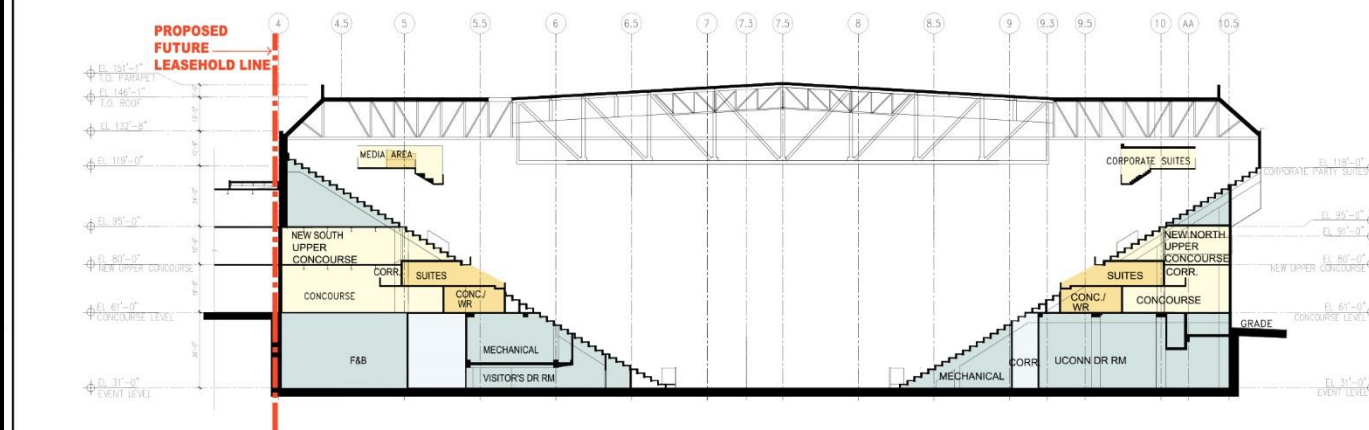 4 4.5 5 5.5 6 6.5 7 7.3 7.5 8 8.5 9 9.3 9.5 10 AA 10.5
PROPOSED
FUTURE
LEASEHOLD LINE
EL 151'-1"
T.O. PARAPET
EL 146'-1"
T.O. ROOF
EL 132'-8"
EL 119'-0"
MEDIA AREA
CORPORATE SUITES
EL 118'-0"
CORPORATE PARTY SUITES
EL 95'-0"
EL 95'-0"
EL 91'-0"
NEW SOUTH
UPPER
CONCOURSE
NEW NORTH
UPPER
CONCOURSE
EL 80'-0"
NEW UPPER CONCOURSE
EL 80'-0"
NEW UPPER CONCOURSE
CORR.
SUITES
SUITES
CORR.
CONCOURSE
CONC./
WR
CONC./
WR
CONCOURSE
EL 61'-0"
CONCOURSE LEVEL
EL 61'-0"
CONCOURSE LEVEL
GRADE
F&B
MECHANICAL
VISITOR'S DR RM
MECHANICAL
CORR.
UCONN DR RM
EL 31'-0"
EVENT LEVEL
EL 31'-0"
EVENT LEVEL